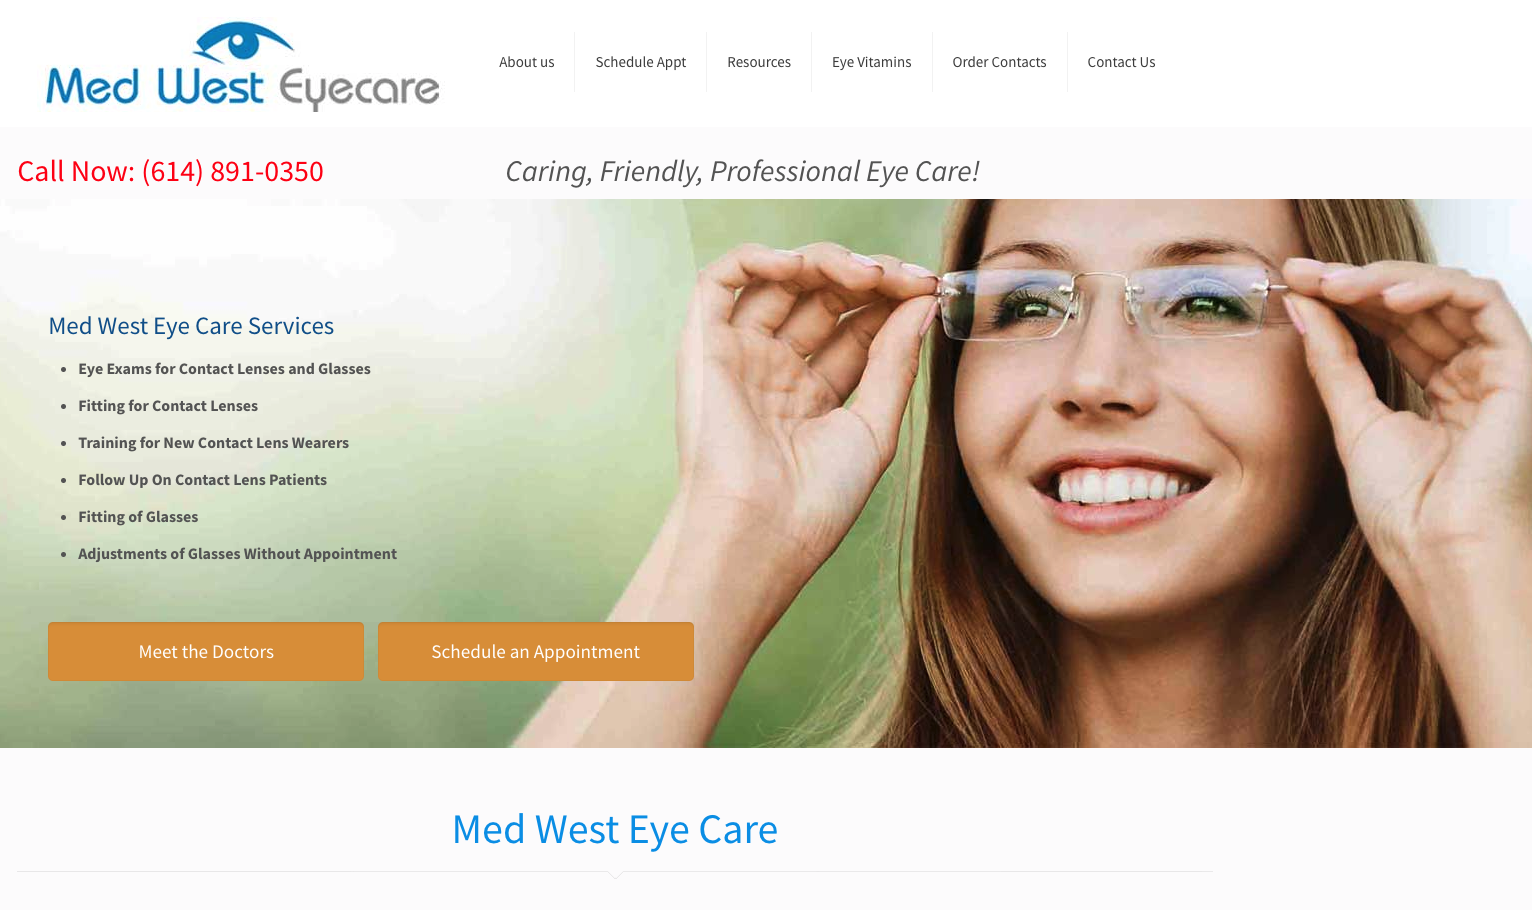 Med West Eyecare
About us
Schedule Appt
Resources
Eye Vitamins
Order Contacts
Contact Us
Call Now: (614) 891-0350
Caring, Friendly, Professional Eye Care!
Med West Eye Care Services
Eye Exams for Contact Lenses and Glasses
Fitting for Contact Lenses
Training for New Contact Lens Wearers
Follow Up On Contact Lens Patients
Fitting of Glasses
Adjustments of Glasses Without Appointment
Meet the Doctors
Schedule an Appointment
Med West Eye Care